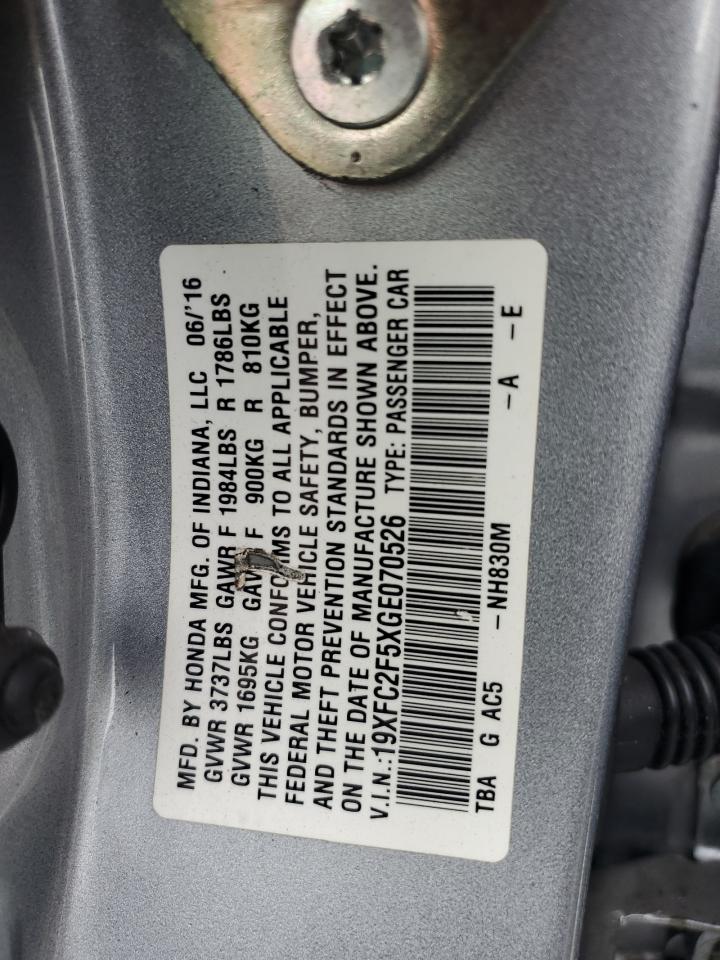 MFD. BY HONDA MFG. OF INDIANA, LLC 06/'16
GVWR 3737LBS GAWR F 1984LBS R 1786LBS
GVWR 1695KG GAWR F 900KG R 810KG
THIS VEHICLE CONFORMS TO ALL APPLICABLE
FEDERAL MOTOR VEHICLE SAFETY, BUMPER,
AND THEFT PREVENTION STANDARDS IN EFFECT
ON THE DATE OF MANUFACTURE SHOWN ABOVE.
V.I.N.:19XFC2F5XGE070526 TYPE: PASSENGER CAR
TBA G AC5 -NH830M -A -E